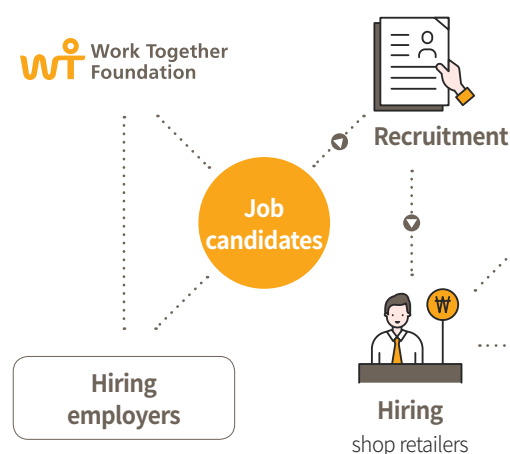 Work Together
Foundation
Recruitment
Job
candidates
₩
Hiring
employers
Hiring
shop retailers